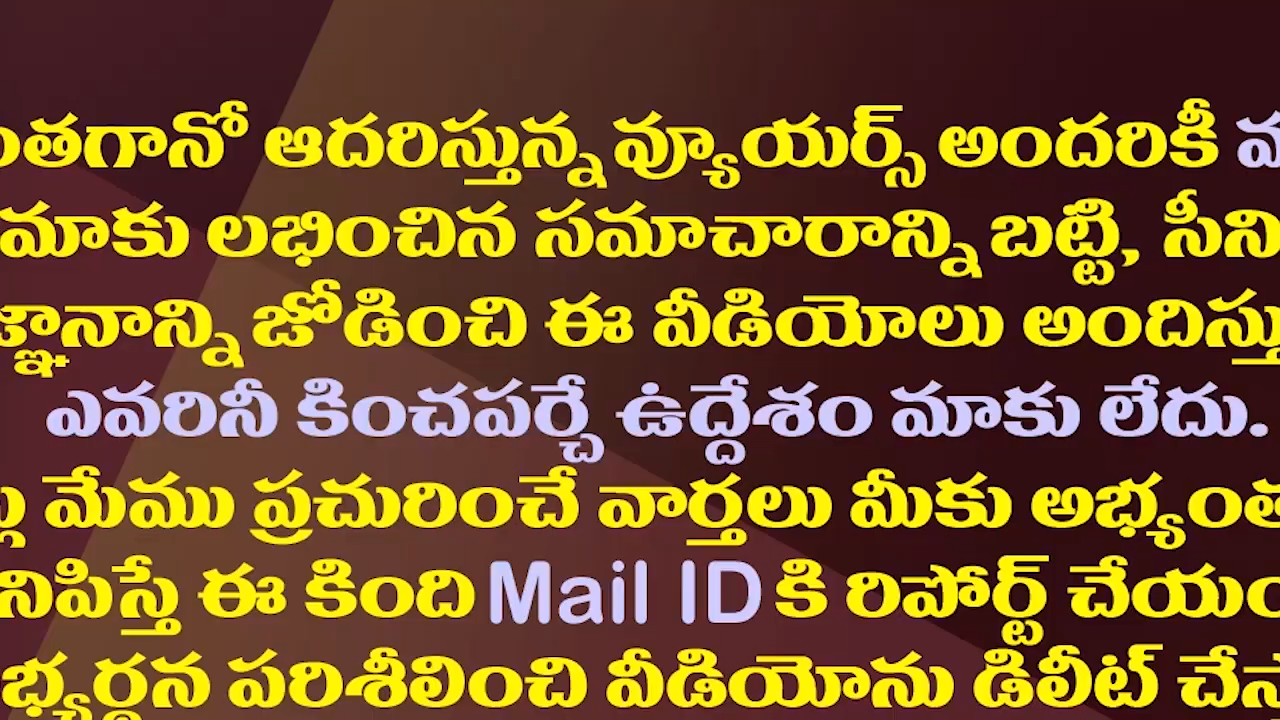 ంతగానో ఆదరిస్తున్న వ్యూయర్స్ అందరికీ
మాకు లభించిన సమాచారాన్ని బట్టి, సీని
జ్ఞానాన్ని జోడించి ఈ వీడియోలు అందిస్తు
ఎవరినీ కించపర్చే ఉద్దేశం మాకు లేదు.
మేము ప్రచురించే వార్తలు మీకు అభ్యంత
నిపిస్తే ఈ కింది Mail ID కి రిపోర్ట్ చేయం
భ్యర్థన పరిశీలించి వీడియోను డిలీట్ చేస